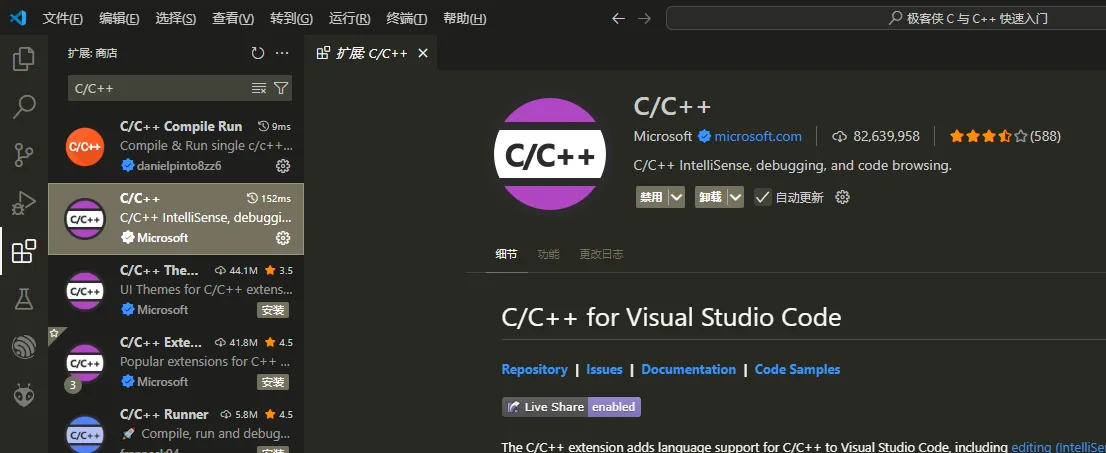 文件(F) 编辑(E) 选择(S) 查看(V) 转到(G) 运行(R) 终端(T) 帮助(H) 极客侠 C 与 C++ 快速入门
扩展: 商店
C/C++
C/C++ Compile Run 9ms
Compile & Run single c/c++...
danielpinto8zz6
C/C++ 152ms
C/C++ IntelliSense, debuggi...
Microsoft
C/C++ The... 44.1M 3.5
UI Themes for C/C++ extens...
Microsoft 安装
C/C++ Exte... 41.8M 4.5
Popular extensions for C++ ...
3 Microsoft 安装
C/C++ Runner 5.8M 4.5
🚀 Compile, run and debug...
扩展: C/C++
C/C++
C/C++
Microsoft microsoft.com 82,639,958 (588)
C/C++ IntelliSense, debugging, and code browsing.
禁用 卸载 自动更新
细节 功能 更改日志
C/C++ for Visual Studio Code
Repository | Issues | Documentation | Code Samples
Live Share enabled
The C/C++ extension adds language support for C/C++ to Visual Studio Code, including editing (IntelliSe